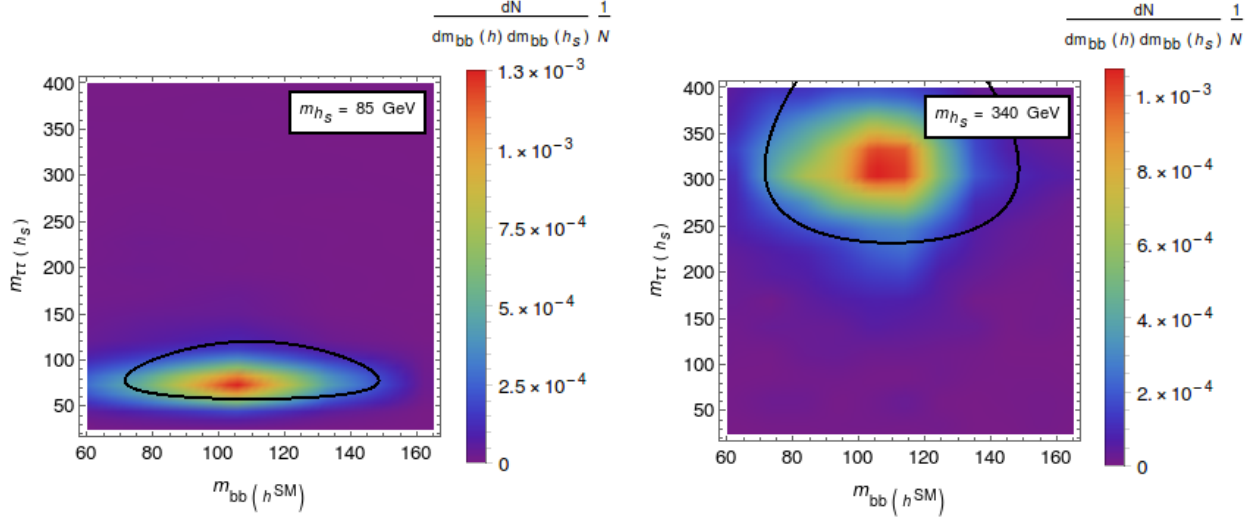 dN
dm_bb (h) dm_bb (h_s)
1
N
m_h_s = 85 GeV
400
350
300
250
200
150
100
50
m_ττ (h_s)
60 80 100 120 140 160
m_bb (h^SM)
1.3 × 10^-3
1. × 10^-3
7.5 × 10^-4
5. × 10^-4
2.5 × 10^-4
0
dN
dm_bb (h) dm_bb (h_s)
1
N
m_h_s = 340 GeV
400
350
300
250
200
150
100
50
m_ττ (h_s)
60 80 100 120 140 160
m_bb (h^SM)
1. × 10^-3
8. × 10^-4
6. × 10^-4
4. × 10^-4
2. × 10^-4
0